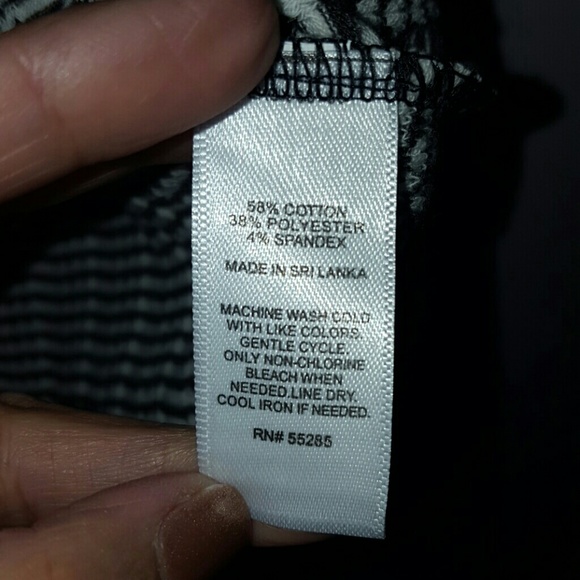 58% COTTON
38% POLYESTER
4% SPANDEX
MADE IN SRI LANKA
MACHINE WASH COLD
WITH LIKE COLORS.
GENTLE CYCLE.
ONLY NON-CHLORINE
BLEACH WHEN
NEEDED.LINE DRY.
COOL IRON IF NEEDED.
RN# 55285